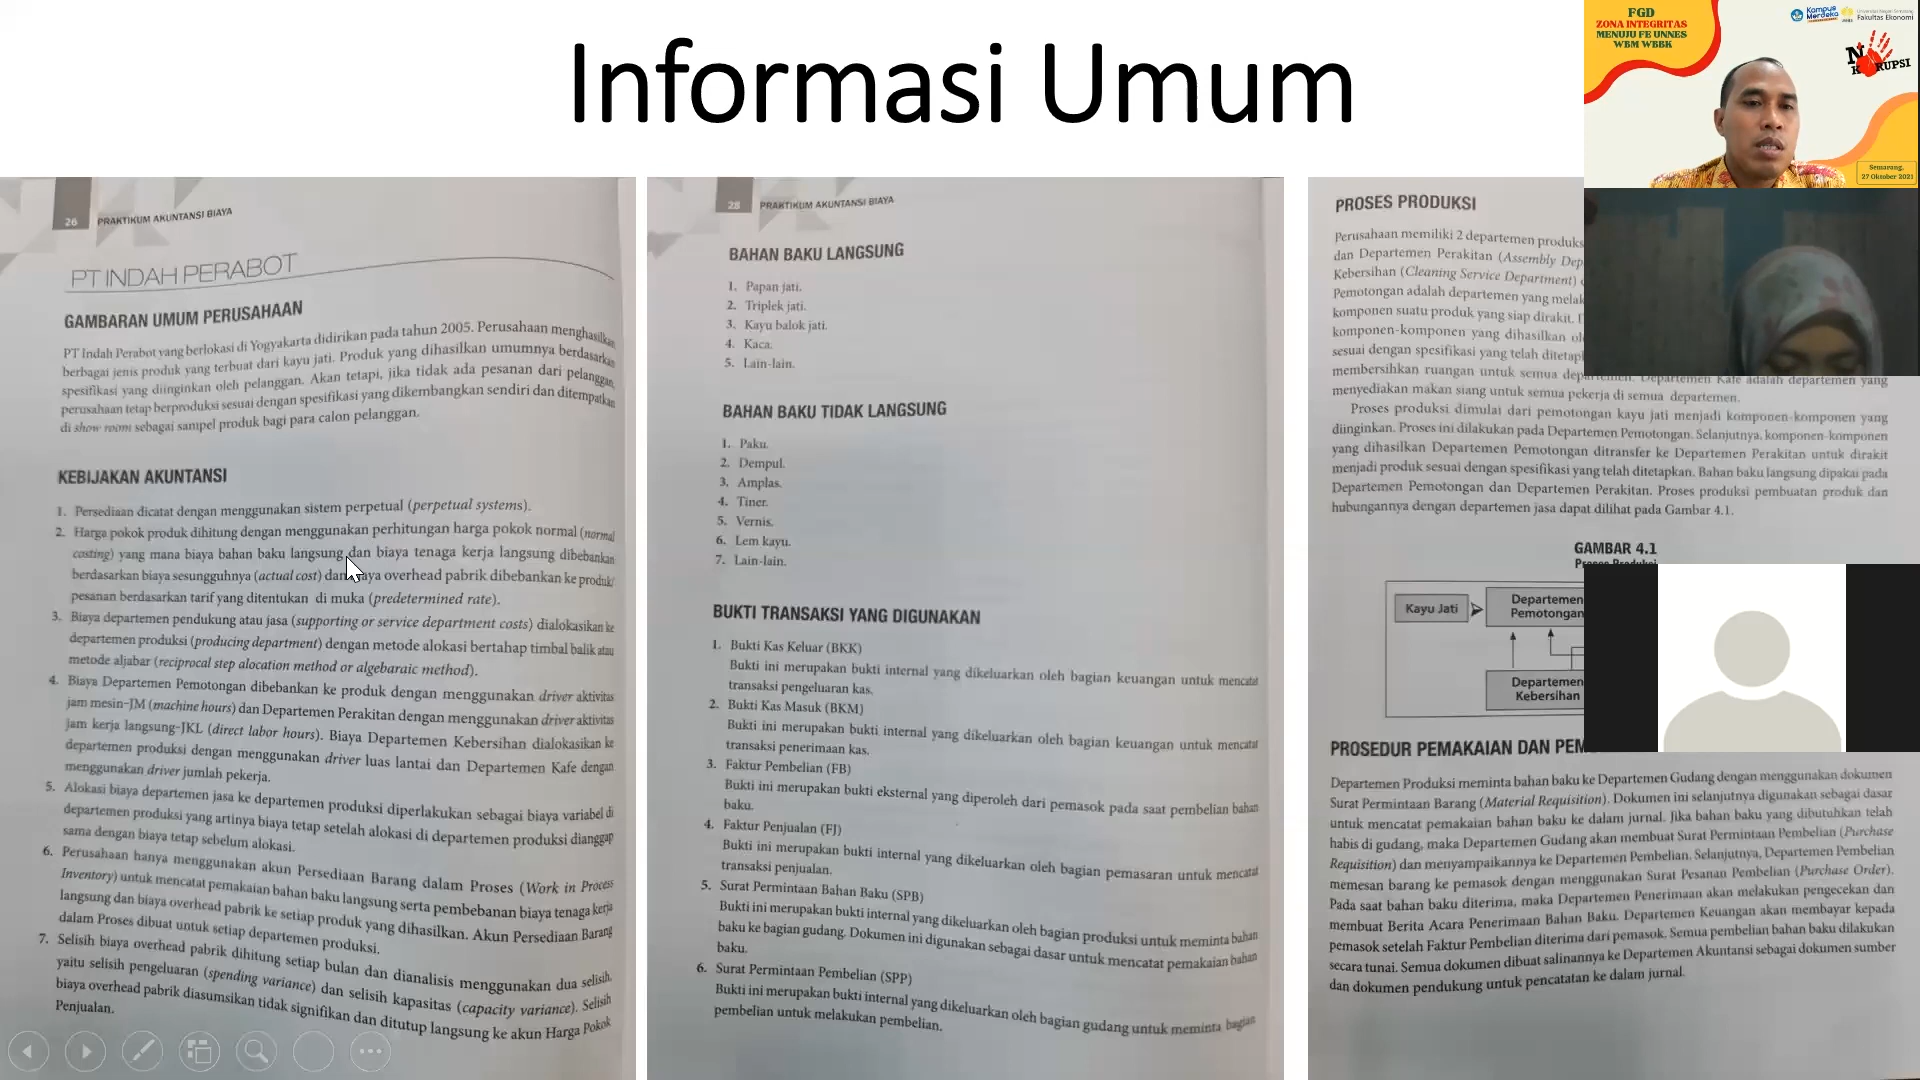 Informasi Umum
26 PRAKTIKUM AKUNTANSI BIAYA
PT INDAH PERABOT
GAMBARAN UMUM PERUSAHAAN
PT Indah Perabot yang berlokasi di Yogyakarta didirikan pada tahun 2005. Perusahaan menghasilkan
berbagai jenis produk yang terbuat dari kayu jati. Produk yang dihasilkan umumnya berdasarkan
spesifikasi yang diinginkan oleh pelanggan. Akan tetapi, jika tidak ada pesanan dari pelanggan,
perusahaan tetap berproduksi sesuai dengan spesifikasi yang dikembangkan sendiri dan ditempatkan
di show room sebagai sampel produk bagi para calon pelanggan.
KEBIJAKAN AKUNTANSI
1. Persediaan dicatat dengan menggunakan sistem perpetual (perpetual systems).
2. Harga pokok produk dihitung dengan menggunakan perhitungan harga pokok normal (normal
costing) yang mana biaya bahan baku langsung dan biaya tenaga kerja langsung dibebankan
berdasarkan biaya sesungguhnya (actual cost) dan biaya overhead pabrik dibebankan ke produk/
pesanan berdasarkan tarif yang ditentukan di muka (predetermined rate).
3. Biaya departemen pendukung atau jasa (supporting or service department costs) dialokasikan ke
departemen produksi (producing department) dengan metode alokasi bertahap timbal balik atau
metode aljabar (reciprocal step alocation method or algebaraic method).
4. Biaya Departemen Pemotongan dibebankan ke produk dengan menggunakan driver aktivitas
jam mesin-JM (machine hours) dan Departemen Perakitan dengan menggunakan driver aktivitas
jam kerja langsung-JKL (direct labor hours). Biaya Departemen Kebersihan dialokasikan ke
departemen produksi dengan menggunakan driver luas lantai dan Departemen Kafe dengan
menggunakan driver jumlah pekerja.
5. Alokasi biaya departemen jasa ke departemen produksi diperlakukan sebagai biaya variabel di
departemen produksi yang artinya biaya tetap setelah alokasi di departemen produksi dianggap
sama dengan biaya tetap sebelum alokasi.
6. Perusahaan hanya menggunakan akun Persediaan Barang dalam Proses (Work in Process
Inventory) untuk mencatat pemakaian bahan baku langsung serta pembebanan biaya tenaga kerja
langsung dan biaya overhead pabrik ke setiap produk yang dihasilkan. Akun Persediaan Barang
dalam Proses dibuat untuk setiap departemen produksi.
7. Selisih biaya overhead pabrik dihitung setiap bulan dan dianalisis menggunakan dua selisih,
yaitu selisih pengeluaran (spending variance) dan selisih kapasitas (capacity variance). Selisih
biaya overhead pabrik diasumsikan tidak signifikan dan ditutup langsung ke akun Harga Pokok
Penjualan.
28 PRAKTIKUM AKUNTANSI BIAYA
BAHAN BAKU LANGSUNG
1. Papan jati.
2. Triplek jati.
3. Kayu balok jati.
4. Kaca.
5. Lain-lain.
BAHAN BAKU TIDAK LANGSUNG
1. Paku.
2. Dempul.
3. Amplas.
4. Tiner.
5. Vernis.
6. Lem kayu.
7. Lain-lain.
BUKTI TRANSAKSI YANG DIGUNAKAN
1. Bukti Kas Keluar (BKK)
Bukti ini merupakan bukti internal yang dikeluarkan oleh bagian keuangan untuk mencatat
transaksi pengeluaran kas.
2. Bukti Kas Masuk (BKM)
Bukti ini merupakan bukti internal yang dikeluarkan oleh bagian keuangan untuk mencatat
transaksi penerimaan kas.
3. Faktur Pembelian (FB)
Bukti ini merupakan bukti eksternal yang diperoleh dari pemasok pada saat pembelian bahan
baku.
4. Faktur Penjualan (FJ)
Bukti ini merupakan bukti internal yang dikeluarkan oleh bagian pemasaran untuk mencatat
transaksi penjualan.
5. Surat Permintaan Bahan Baku (SPB)
Bukti ini merupakan bukti internal yang dikeluarkan oleh bagian produksi untuk meminta bahan
baku ke bagian gudang. Dokumen ini digunakan sebagai dasar untuk mencatat pemakaian bahan
baku.
6. Surat Permintaan Pembelian (SPP)
Bukti ini merupakan bukti internal yang dikeluarkan oleh bagian gudang untuk meminta bagian
pembelian untuk melakukan pembelian.
PROSES PRODUKSI
Perusahaan memiliki 2 departemen produks
dan Departemen Perakitan (Assembly Dep
Kebersihan (Cleaning Service Department)
Pemotongan adalah departemen yang melak
komponen suatu produk yang siap dirakit.
komponen-komponen yang dihasilkan ol
sesuai dengan spesifikasi yang telah ditetap
membersihkan ruangan untuk semua departemen. Departemen Kafe adalah departemen yang
menyediakan makan siang untuk semua pekerja di semua departemen.
Proses produksi dimulai dari pemotongan kayu jati menjadi komponen-komponen yang
diinginkan. Proses ini dilakukan pada Departemen Pemotongan. Selanjutnya, komponen-komponen
yang dihasilkan Departemen Pemotongan ditransfer ke Departemen Perakitan untuk dirakit
menjadi produk sesuai dengan spesifikasi yang telah ditetapkan. Bahan baku langsung dipakai pada
Departemen Pemotongan dan Departemen Perakitan. Proses produksi pembuatan produk dan
hubungannya dengan departemen jasa dapat dilihat pada Gambar 4.1.
GAMBAR 4.1
Proses Produksi
Kayu Jati
Departemen
Pemotongan
Departemen
Kebersihan
PROSEDUR PEMAKAIAN DAN PEM
Departemen Produksi meminta bahan baku ke Departemen Gudang dengan menggunakan dokumen
Surat Permintaan Barang (Material Requisition). Dokumen ini selanjutnya digunakan sebagai dasar
untuk mencatat pemakaian bahan baku ke dalam jurnal. Jika bahan baku yang dibutuhkan telah
habis di gudang, maka Departemen Gudang akan membuat Surat Permintaan Pembelian (Purchase
Requisition) dan menyampaikannya ke Departemen Pembelian. Selanjutnya, Departemen Pembelian
memesan barang ke pemasok dengan menggunakan Surat Pesanan Pembelian (Purchase Order).
Pada saat bahan baku diterima, maka Departemen Penerimaan akan melakukan pengecekan dan
membuat Berita Acara Penerimaan Bahan Baku. Departemen Keuangan akan membayar kepada
pemasok setelah Faktur Pembelian diterima dari pemasok. Semua pembelian bahan baku dilakukan
secara tunai. Semua dokumen dibuat salinannya ke Departemen Akuntansi sebagai dokumen sumber
dan dokumen pendukung untuk pencatatan ke dalam jurnal.
FGD
ZONA INTEGRITAS
MENUJU FE UNNES
WBM WBBK
Kampus
Merdeka
Fakultas Ekonomi
NO KORUPSI
Semarang,
27 Oktober 2021